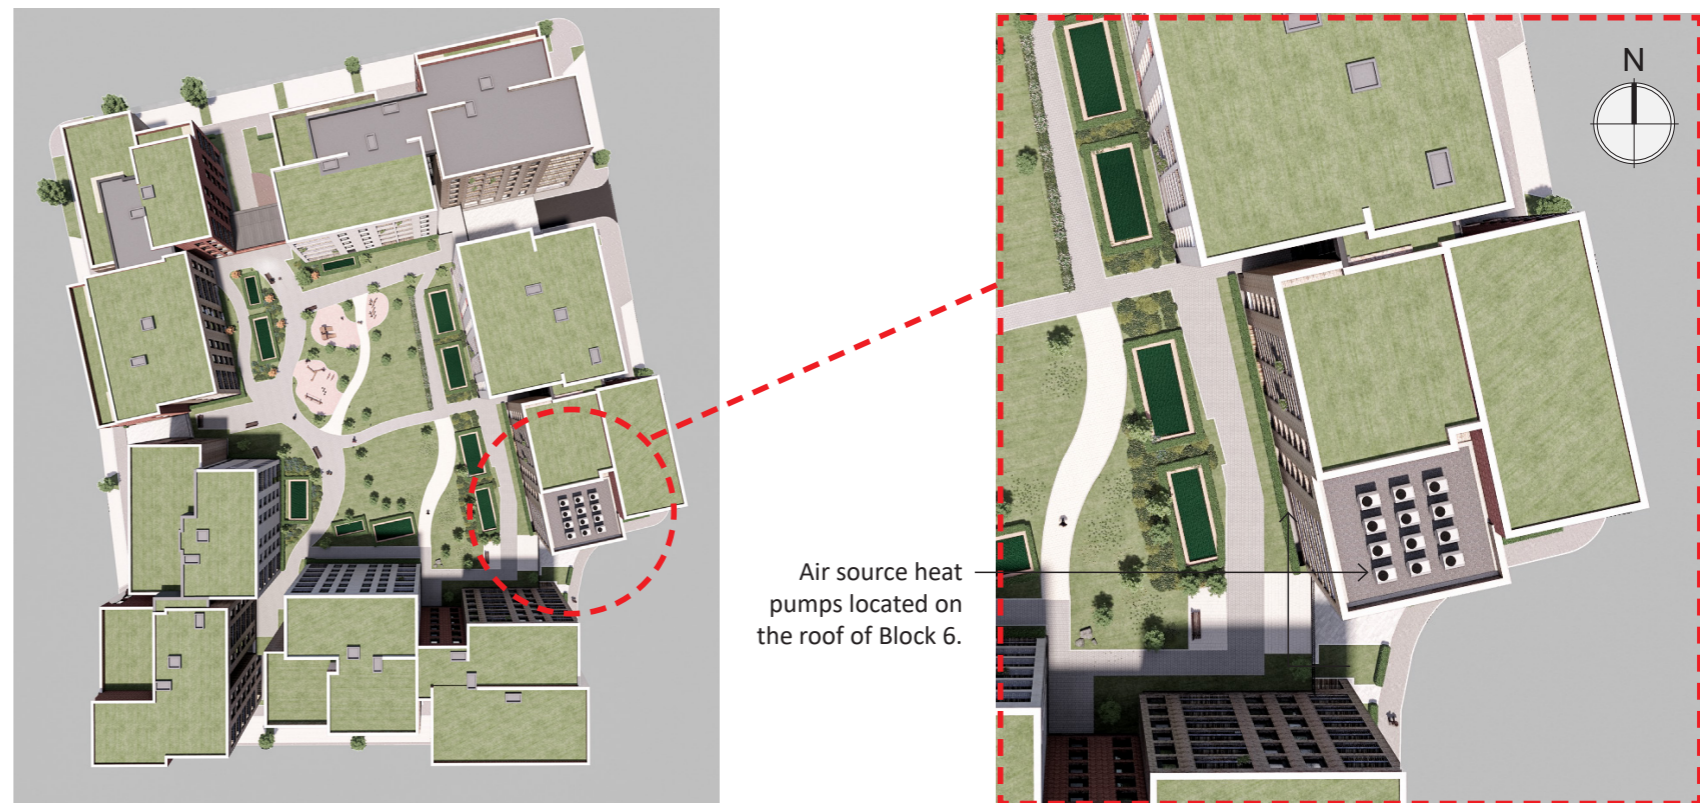 N
Air source heat
pumps located on
the roof of Block 6.